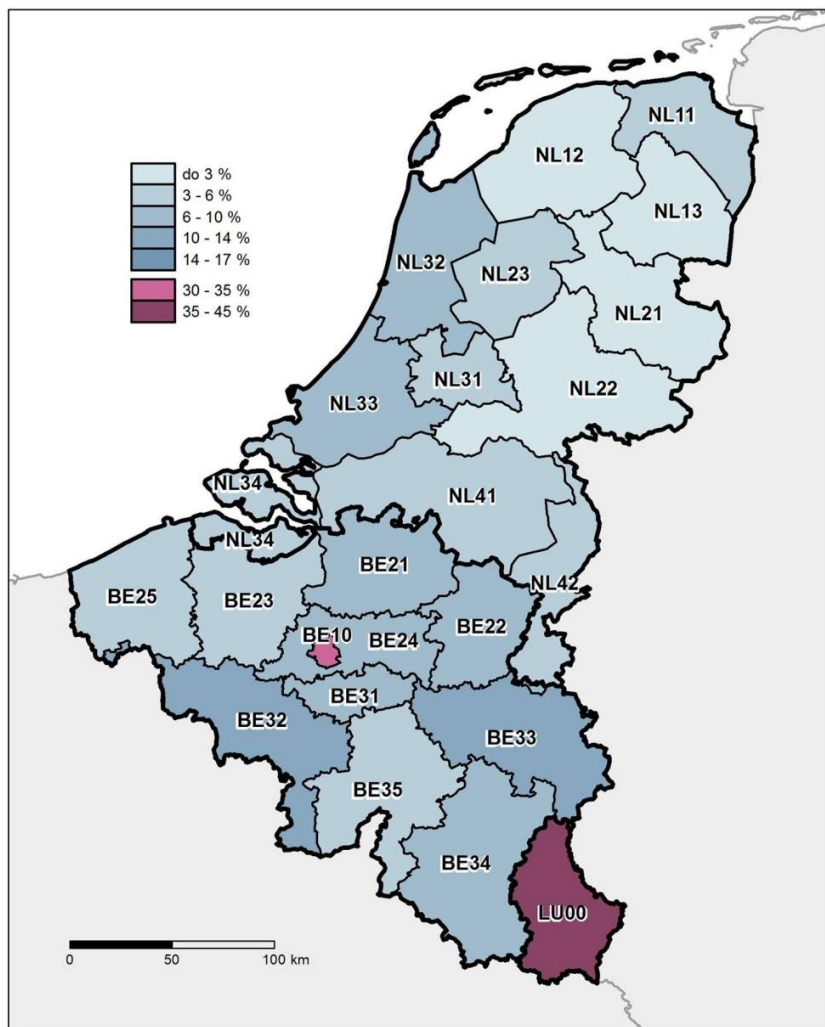 NL11
NL12
do 3 %
3 - 6 %
6 - 10 %
10 - 14 %
14 - 17 %
30 - 35 %
35 - 45 %
NL13
NL32
NL23
NL21
NL31
NL22
NL33
NL34
NL41
NL34
BE21
NL42
BE25
BE23
BE10
BE24
BE22
BE31
BE32
BE33
BE35
BE34
LU00
0 50 100 km